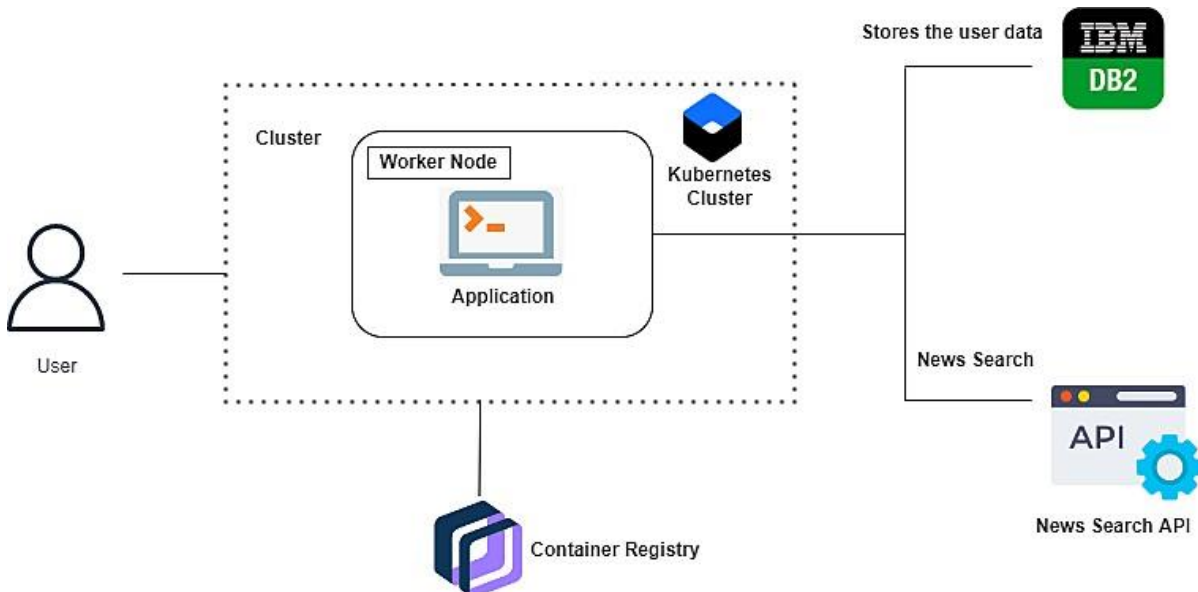 Stores the user data
IBM
DB2
Cluster
Worker Node
Kubernetes
Cluster
Application
User
News Search
API
News Search API
Container Registry